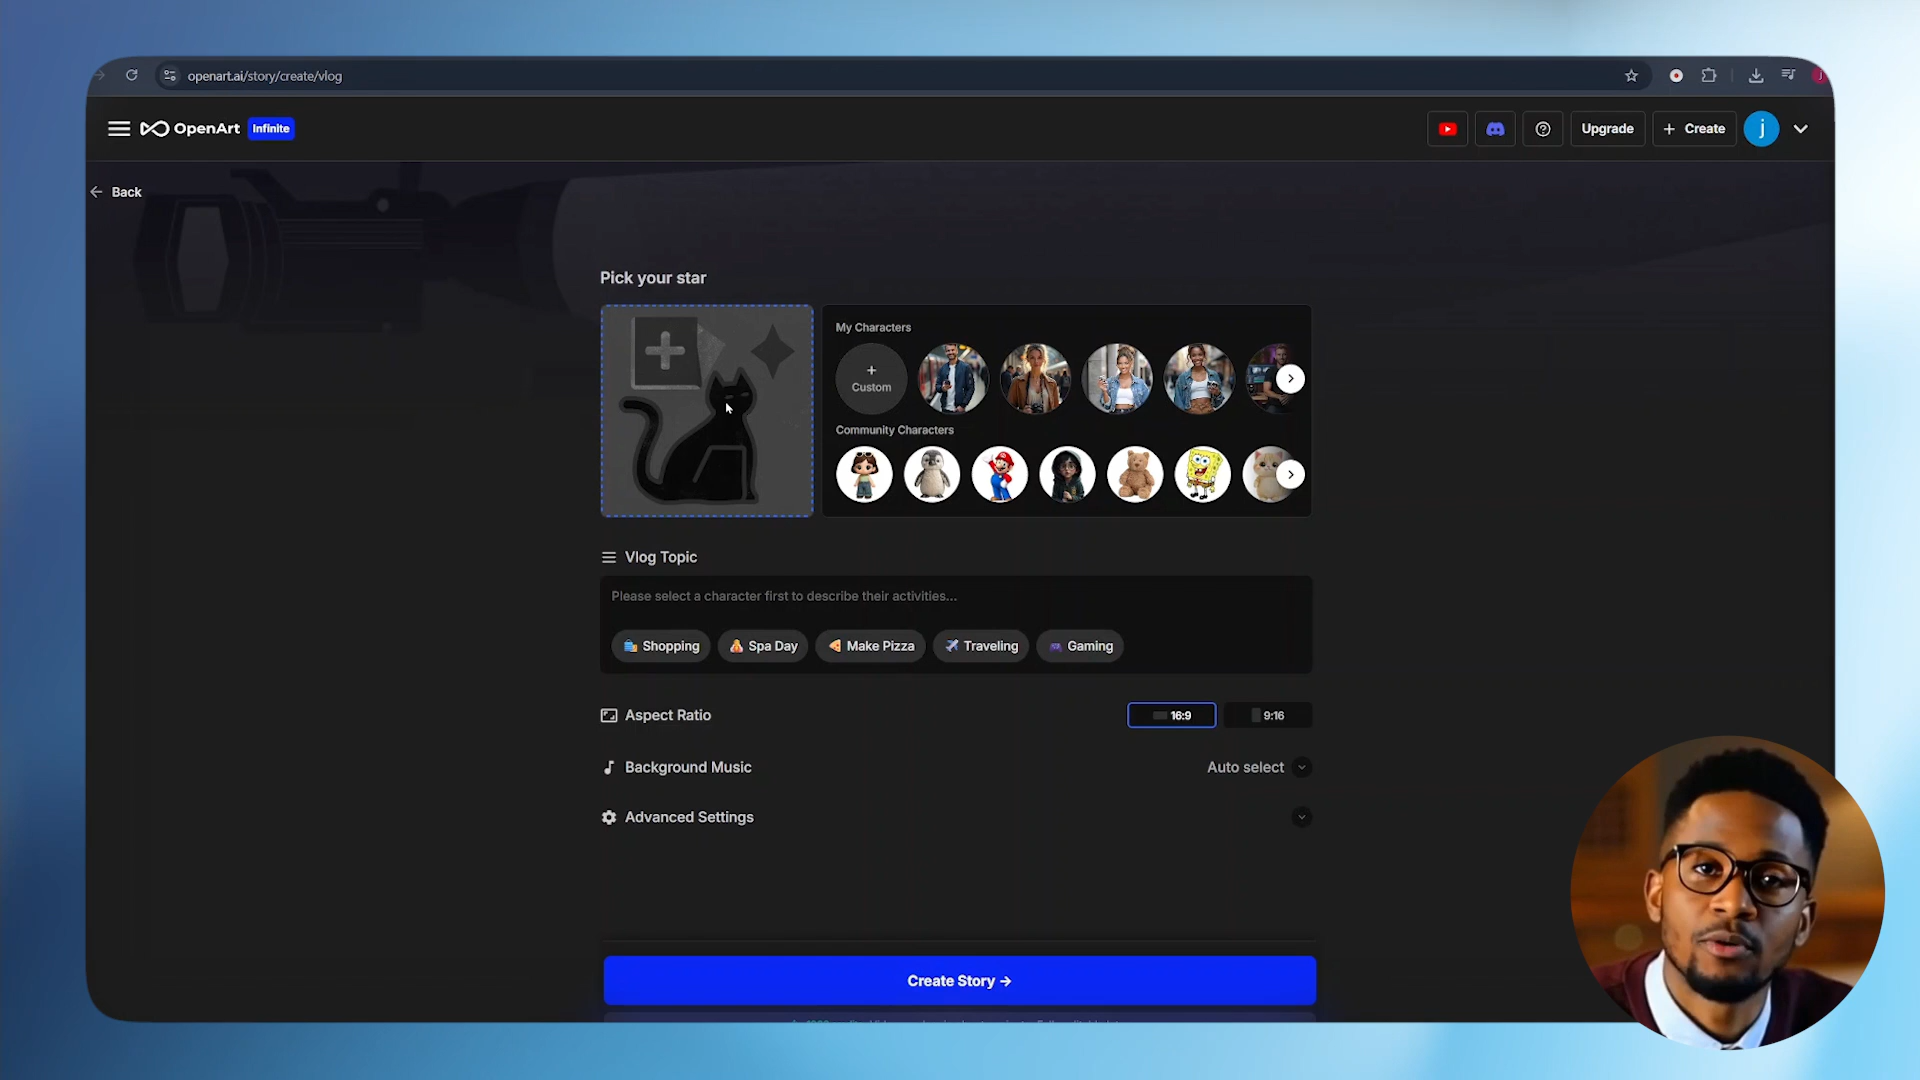 openart.ai/story/create/vlog
J
OpenArt Infinite
Upgrade
+ Create
j
Back
Pick your star
My Characters
+
Custom
Community Characters
Vlog Topic
Please select a character first to describe their activities...
Shopping
Spa Day
Make Pizza
Traveling
Gaming
Aspect Ratio
16:9
9:16
Background Music
Auto select
Advanced Settings
Create Story →